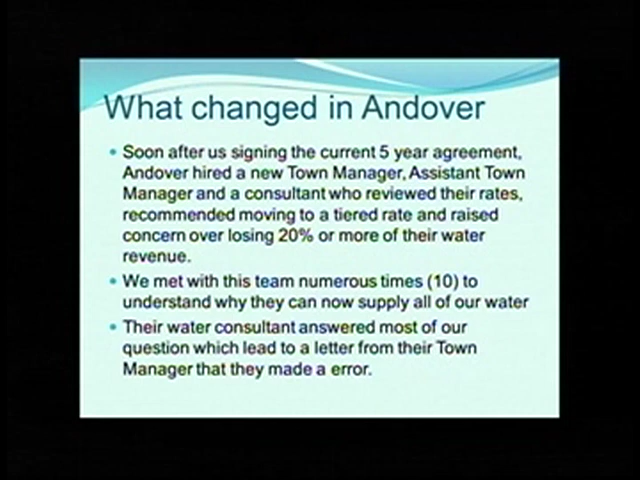 What changed in Andover
• Soon after us signing the current 5 year agreement,
Andover hired a new Town Manager, Assistant Town
Manager and a consultant who reviewed their rates,
recommended moving to a tiered rate and raised
concern over losing 20% or more of their water
revenue.
• We met with this team numerous times (10) to
understand why they can now supply all of our water
• Their water consultant answered most of our
question which lead to a letter from their Town
Manager that they made a error.